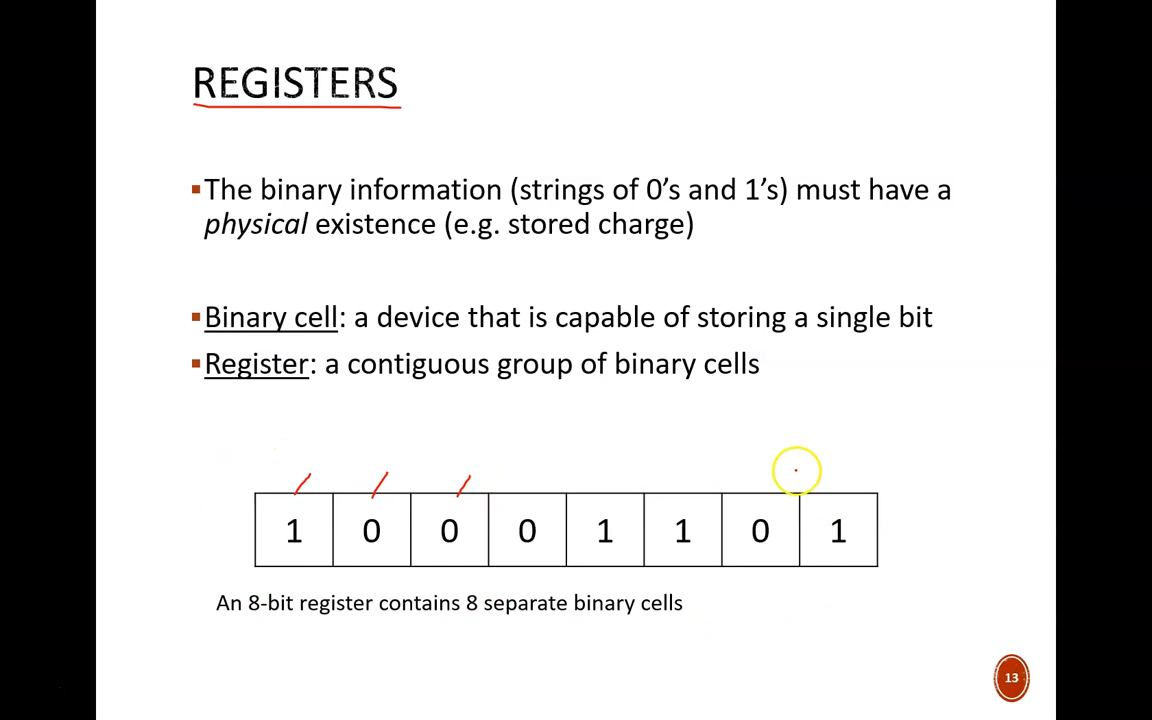 REGISTERS
The binary information (strings of 0's and 1's) must have a
physical existence (e.g. stored charge)
Binary cell: a device that is capable of storing a single bit
Register: a contiguous group of binary cells
1 0 0 0 1 1 0 1
An 8-bit register contains 8 separate binary cells
13